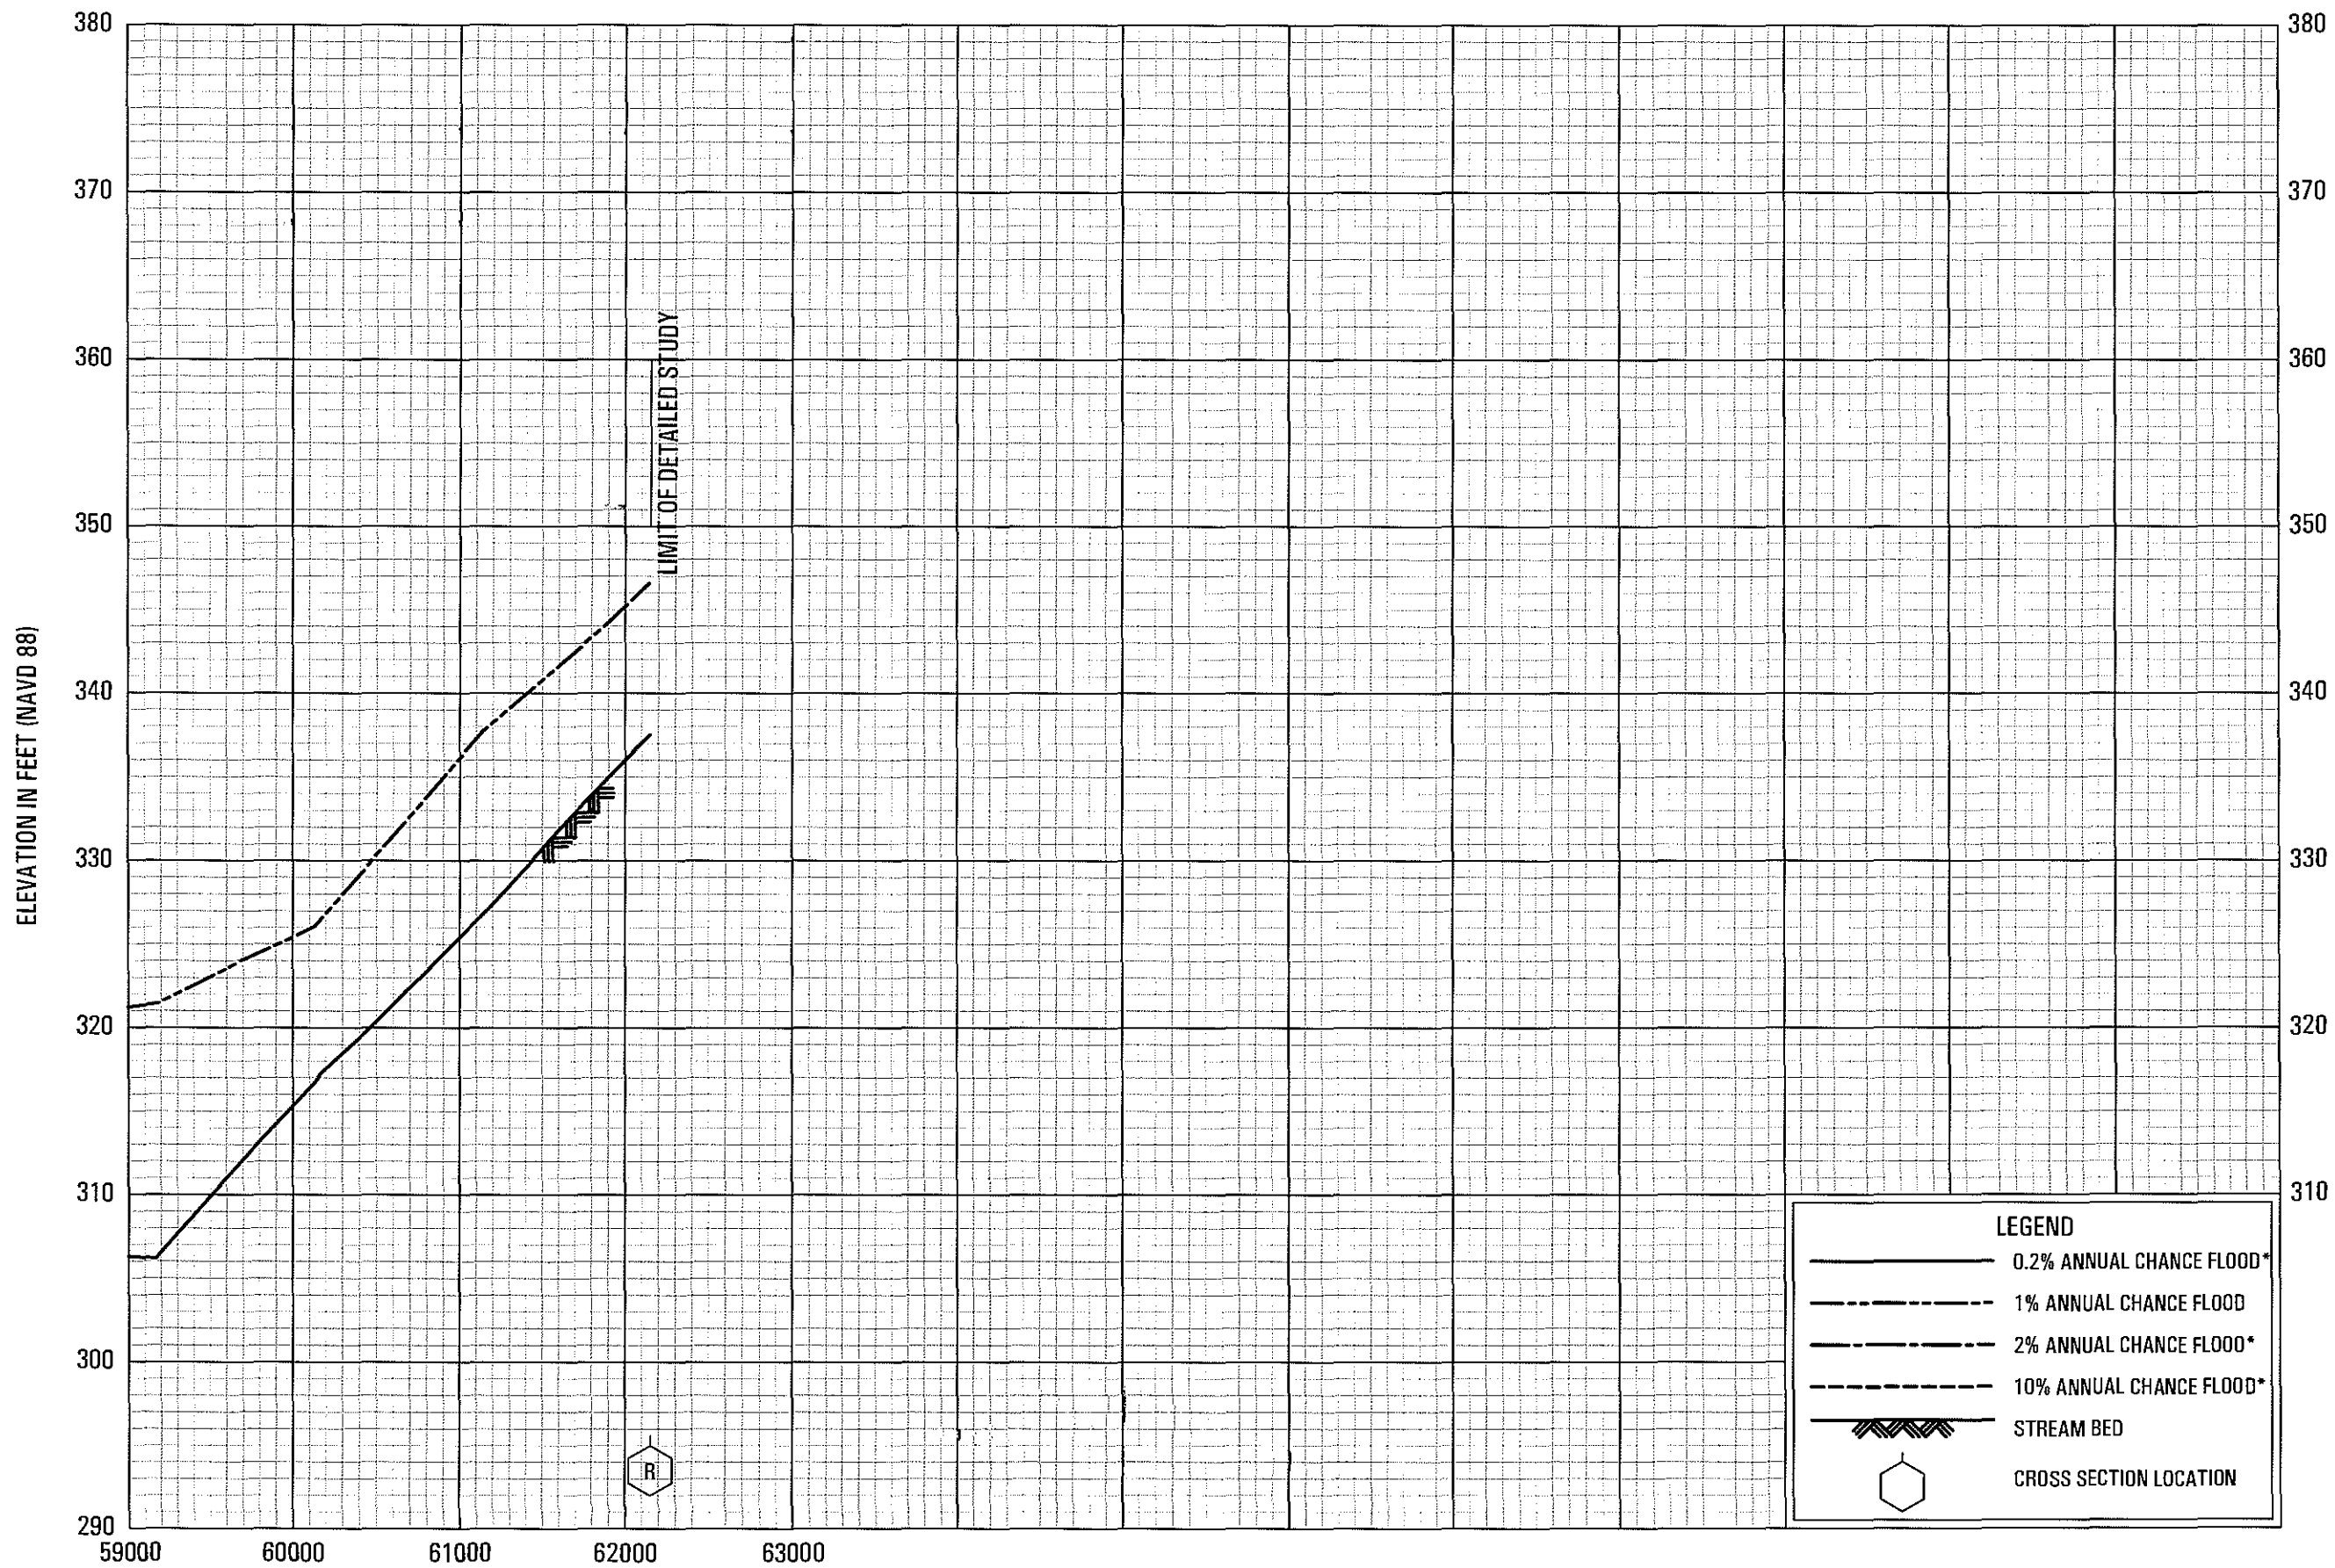 380
380
370
370
360
360
LIMIT OF DETAILED STUDY
350
350
ELEVATION IN FEET (NAVD 88)
340
340
330
330
320
320
310
310
300
290
59000
60000
61000
62000
63000
R
LEGEND
0.2% ANNUAL CHANCE FLOOD*
1% ANNUAL CHANCE FLOOD
2% ANNUAL CHANCE FLOOD*
10% ANNUAL CHANCE FLOOD*
STREAM BED
CROSS SECTION LOCATION